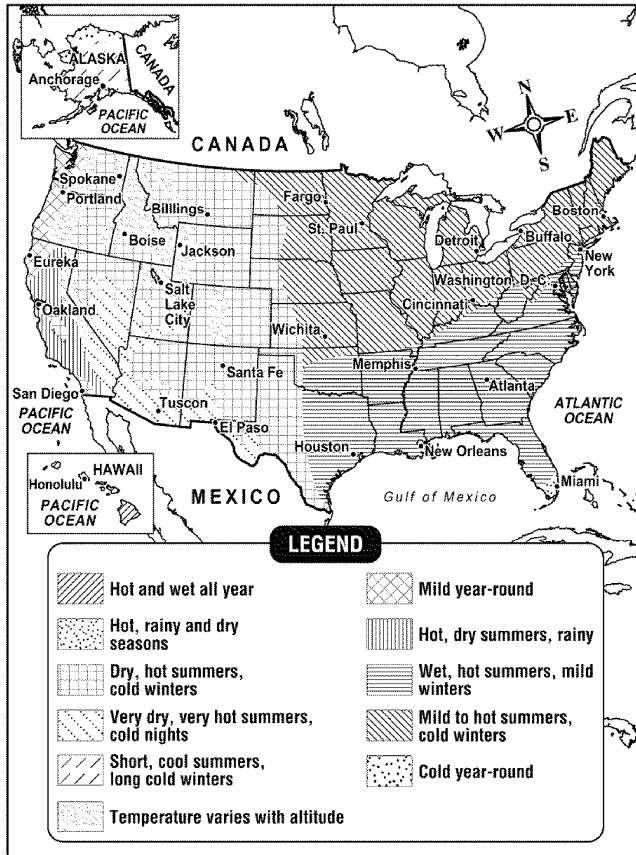 ALASKA
CANADA
Anchorage
PACIFIC
OCEAN
N
W
E
S
CANADA
Spokane
Portland
Billlings
Fargo
St. Paul
Boston
Boise
Jackson
Detroit
Buffalo
New
York
Eureka
Salt
Lake
City
Washington, D.C.
Cincinnati
Oakland
Wichita
Santa Fe
Memphis
San Diego
Tuscon
Atlanta
PACIFIC
OCEAN
El Paso
ATLANTIC
OCEAN
Houston
New Orleans
Miami
HAWAII
Honolulu
PACIFIC
OCEAN
MEXICO
Gulf of Mexico
LEGEND
Hot and wet all year
Hot, rainy and dry
seasons
Dry, hot summers,
cold winters
Very dry, very hot summers,
cold nights
Short, cool summers,
long cold winters
Temperature varies with altitude
Mild year-round
Hot, dry summers, rainy
Wet, hot summers, mild
winters
Mild to hot summers,
cold winters
Cold year-round